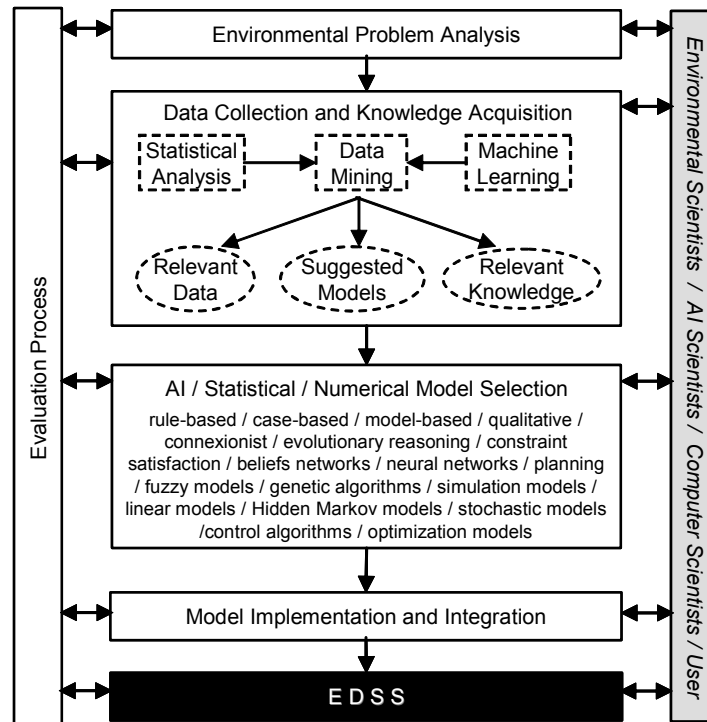 Environmental Problem Analysis
Data Collection and Knowledge Acquisition
Statistical
Analysis
Data
Mining
Machine
Learning
Relevant
Data
Suggested
Models
Relevant
Knowledge
AI / Statistical / Numerical Model Selection
rule-based / case-based / model-based / qualitative /
connexionist / evolutionary reasoning / constraint
satisfaction / beliefs networks / neural networks / planning
/ fuzzy models / genetic algorithms / simulation models /
linear models / Hidden Markov models / stochastic models
/control algorithms / optimization models
Model Implementation and Integration
E D S S
Evaluation Process
Environmental Scientists / AI Scientists / Computer Scientists / User